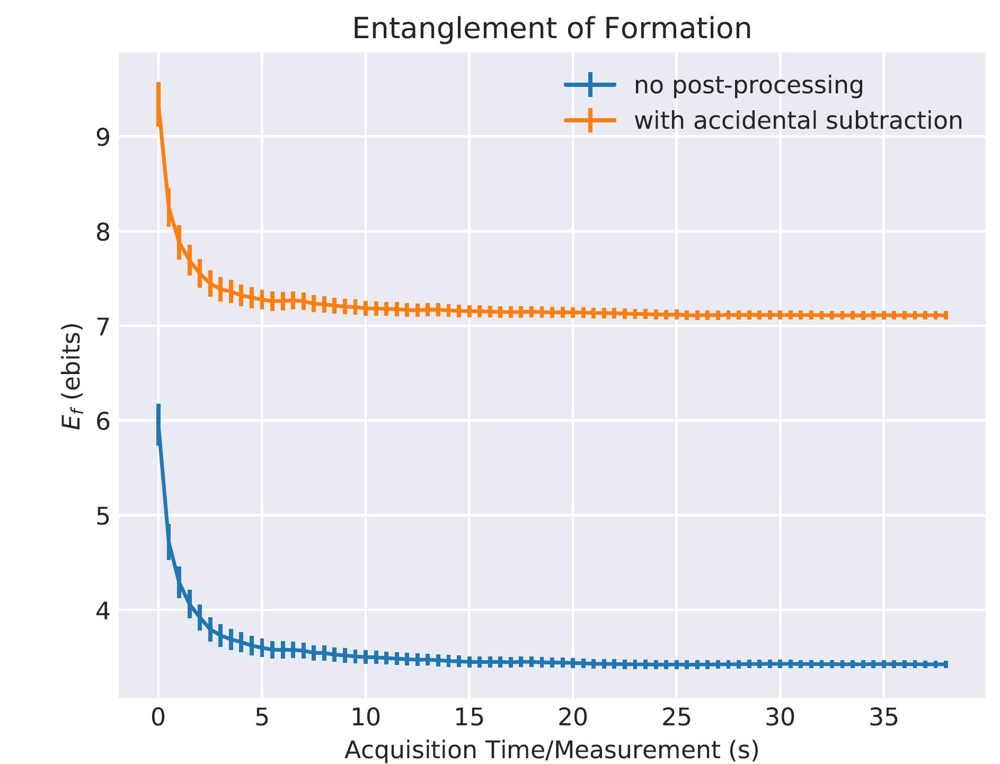 Entanglement of Formation
no post-processing
with accidental subtraction
9
8
7
6
5
4
E_f (ebits)
0 5 10 15 20 25 30 35
Acquisition Time/Measurement (s)